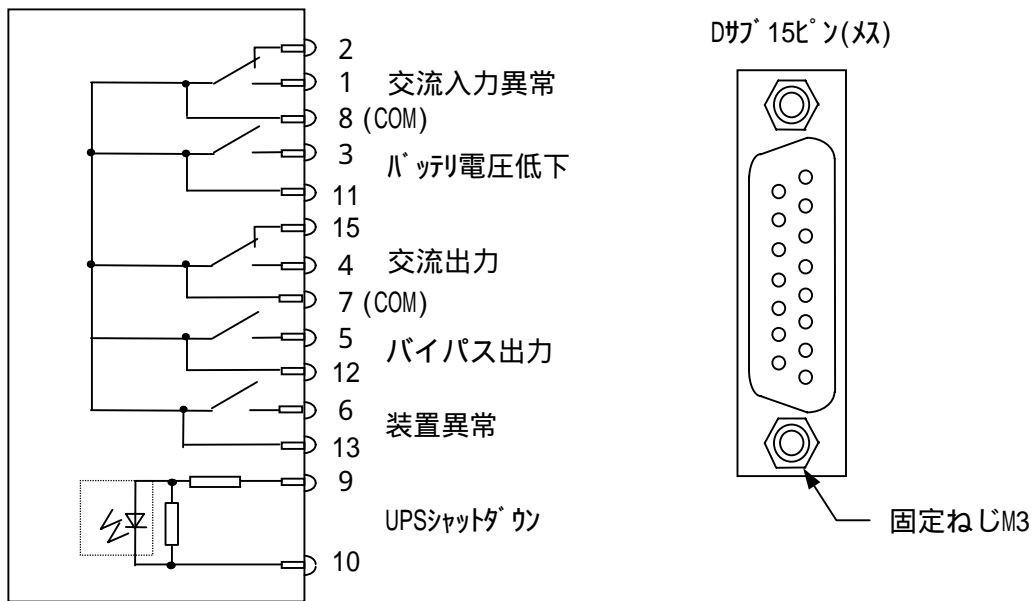 2
1 交流入力異常
8 (COM)
3
バッテリ電圧低下
11
15
4 交流出力
7 (COM)
5
バイパス出力
12
6
装置異常
13
9
UPSシャットダウン
10
Dサブ15ピン(メス)
固定ねじM3